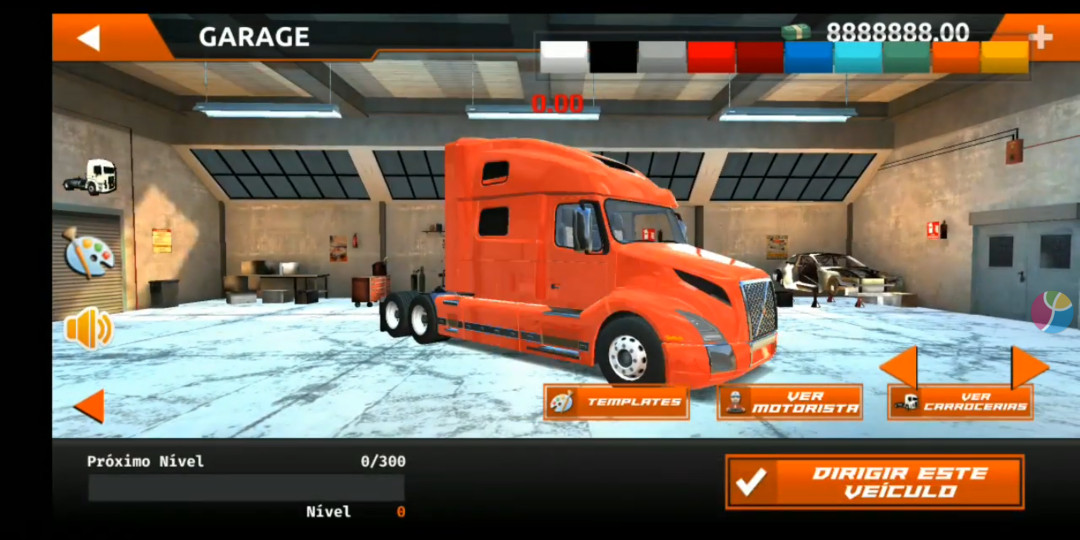 GARAGE
8888888.00
0.00
TEMPLATES
VER
MOTORISTA
VER
CARROCERIAS
Próximo Nível
0/300
Nível
0
DIRIGIR ESTE
VEÍCULO